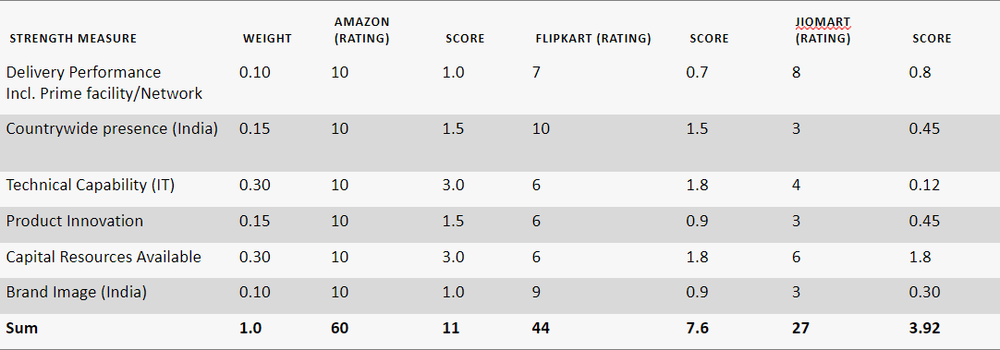 STRENGTH MEASURE WEIGHT AMAZON (RATING) SCORE FLIPKART (RATING) SCORE JIOMART (RATING) SCORE
Delivery Performance Incl. Prime facility/Network 0.10 10 1.0 7 0.7 8 0.8
Countrywide presence (India) 0.15 10 1.5 10 1.5 3 0.45
Technical Capability (IT) 0.30 10 3.0 6 1.8 4 0.12
Product Innovation 0.15 10 1.5 6 0.9 3 0.45
Capital Resources Available 0.30 10 3.0 6 1.8 6 1.8
Brand Image (India) 0.10 10 1.0 9 0.9 3 0.30
Sum 1.0 60 11 44 7.6 27 3.92